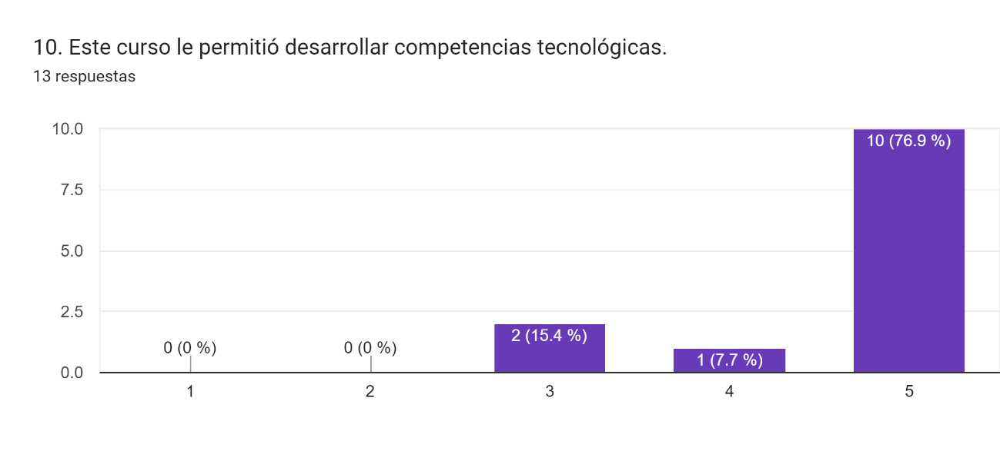 10. Este curso le permitió desarrollar competencias tecnológicas.
13 respuestas
10.0
7.5
5.0
2.5
0.0
0 (0 %)
0 (0 %)
2 (15.4 %)
1 (7.7 %)
10 (76.9 %)
1
2
3
4
5